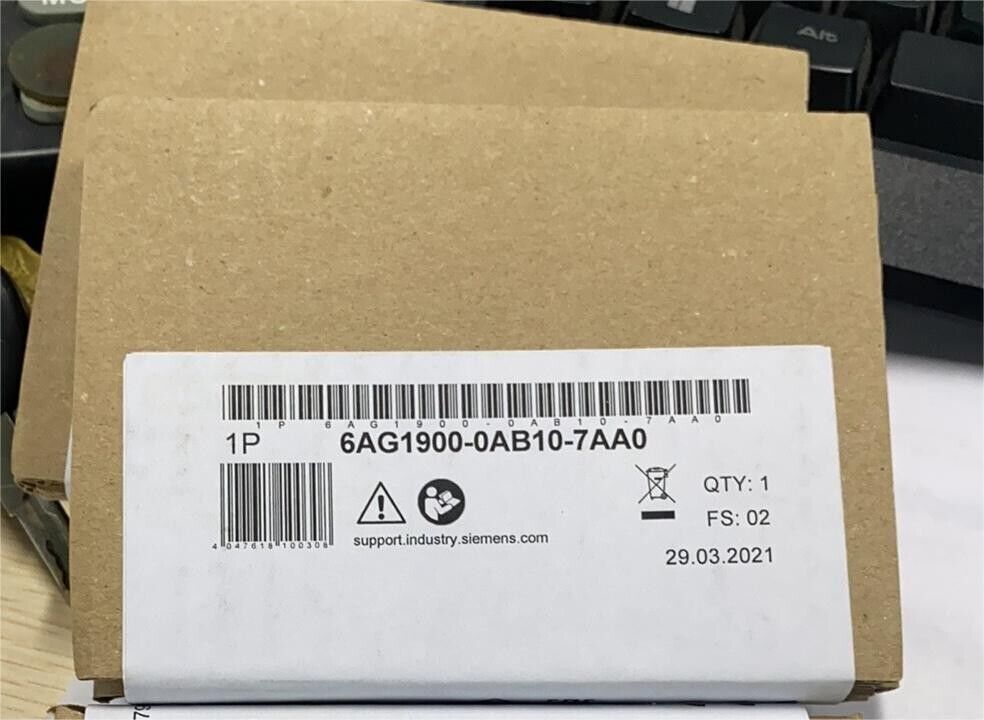 Alt
1P 6AG1900-0AB10-7AA0
1P 6AG1900-0AB10-7AA0
4 047618 100308
support.industry.siemens.com
QTY: 1
FS: 02
29.03.2021